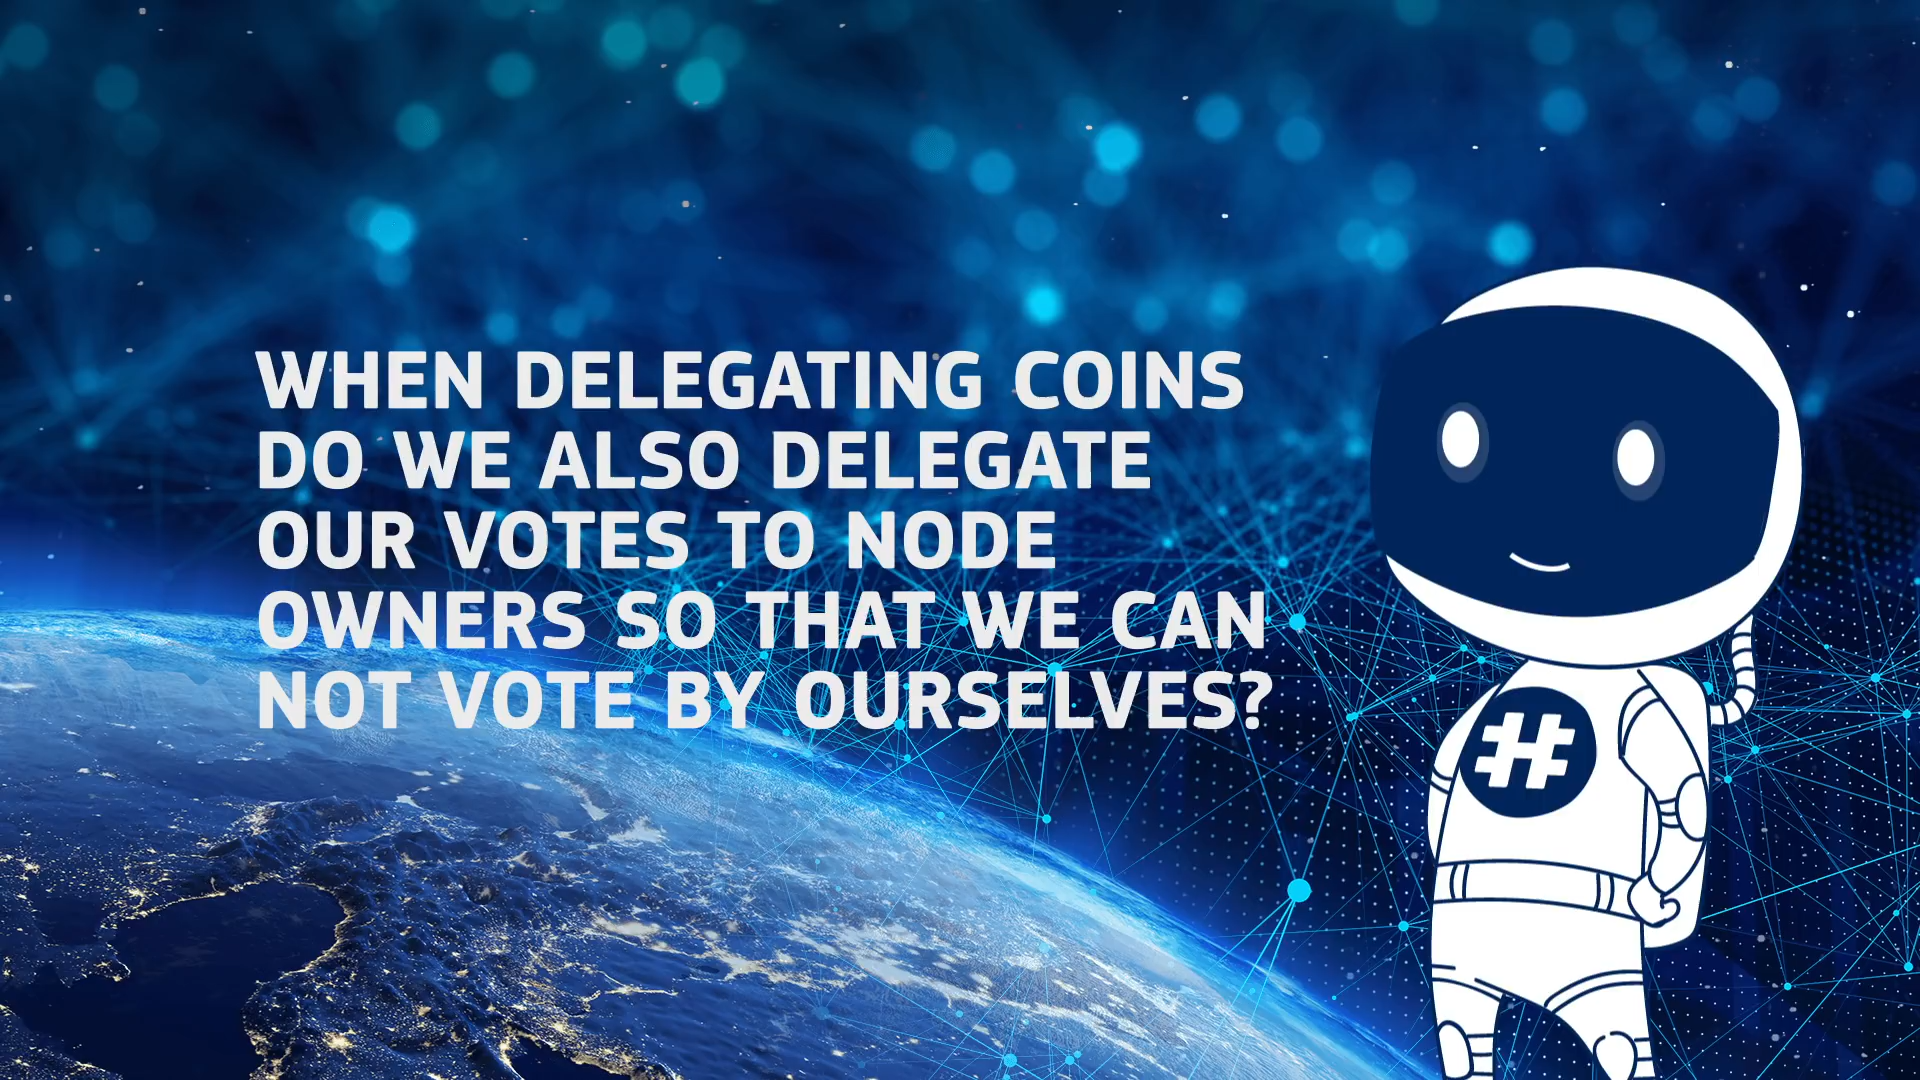 WHEN DELEGATING COINS
DO WE ALSO DELEGATE
OUR VOTES TO NODE
OWNERS SO THAT WE CAN
NOT VOTE BY OURSELVES?
#